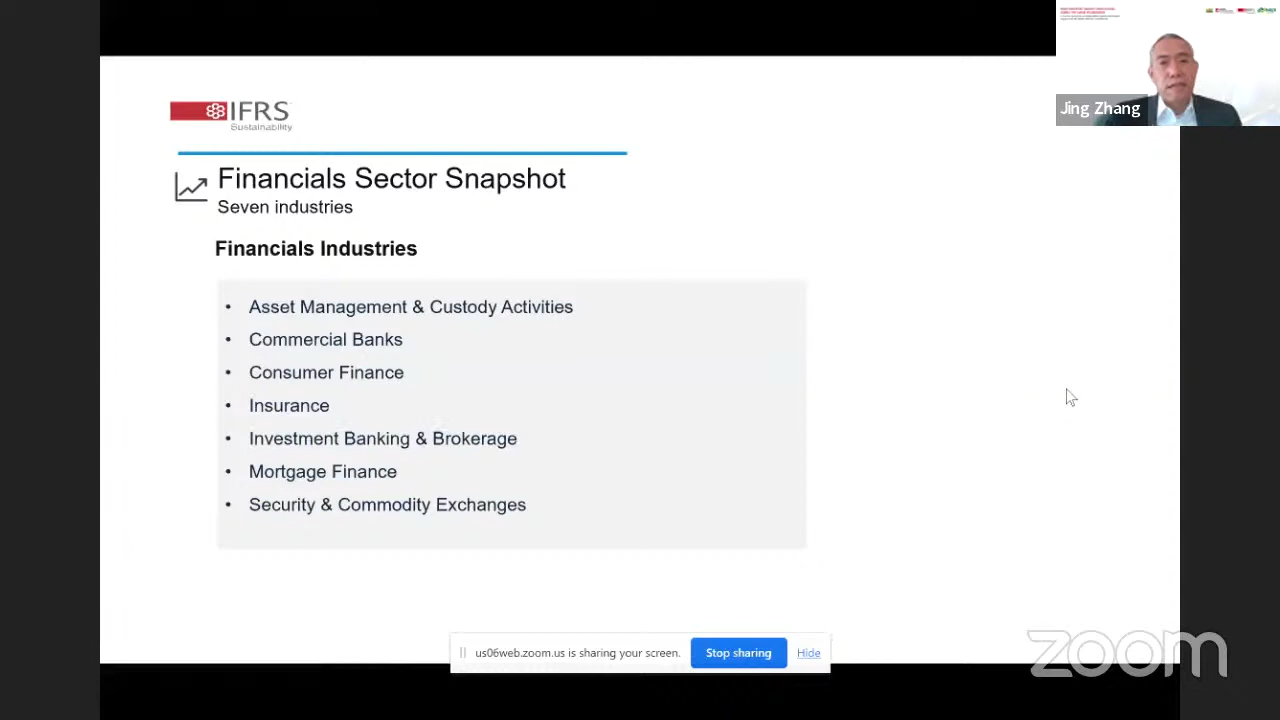 Jing Zhang
IFRS
Sustainability
Financials Sector Snapshot
Seven industries
Financials Industries
• Asset Management & Custody Activities
• Commercial Banks
• Consumer Finance
• Insurance
• Investment Banking & Brokerage
• Mortgage Finance
• Security & Commodity Exchanges
us06web.zoom.us is sharing your screen.
Stop sharing
Hide
zoom